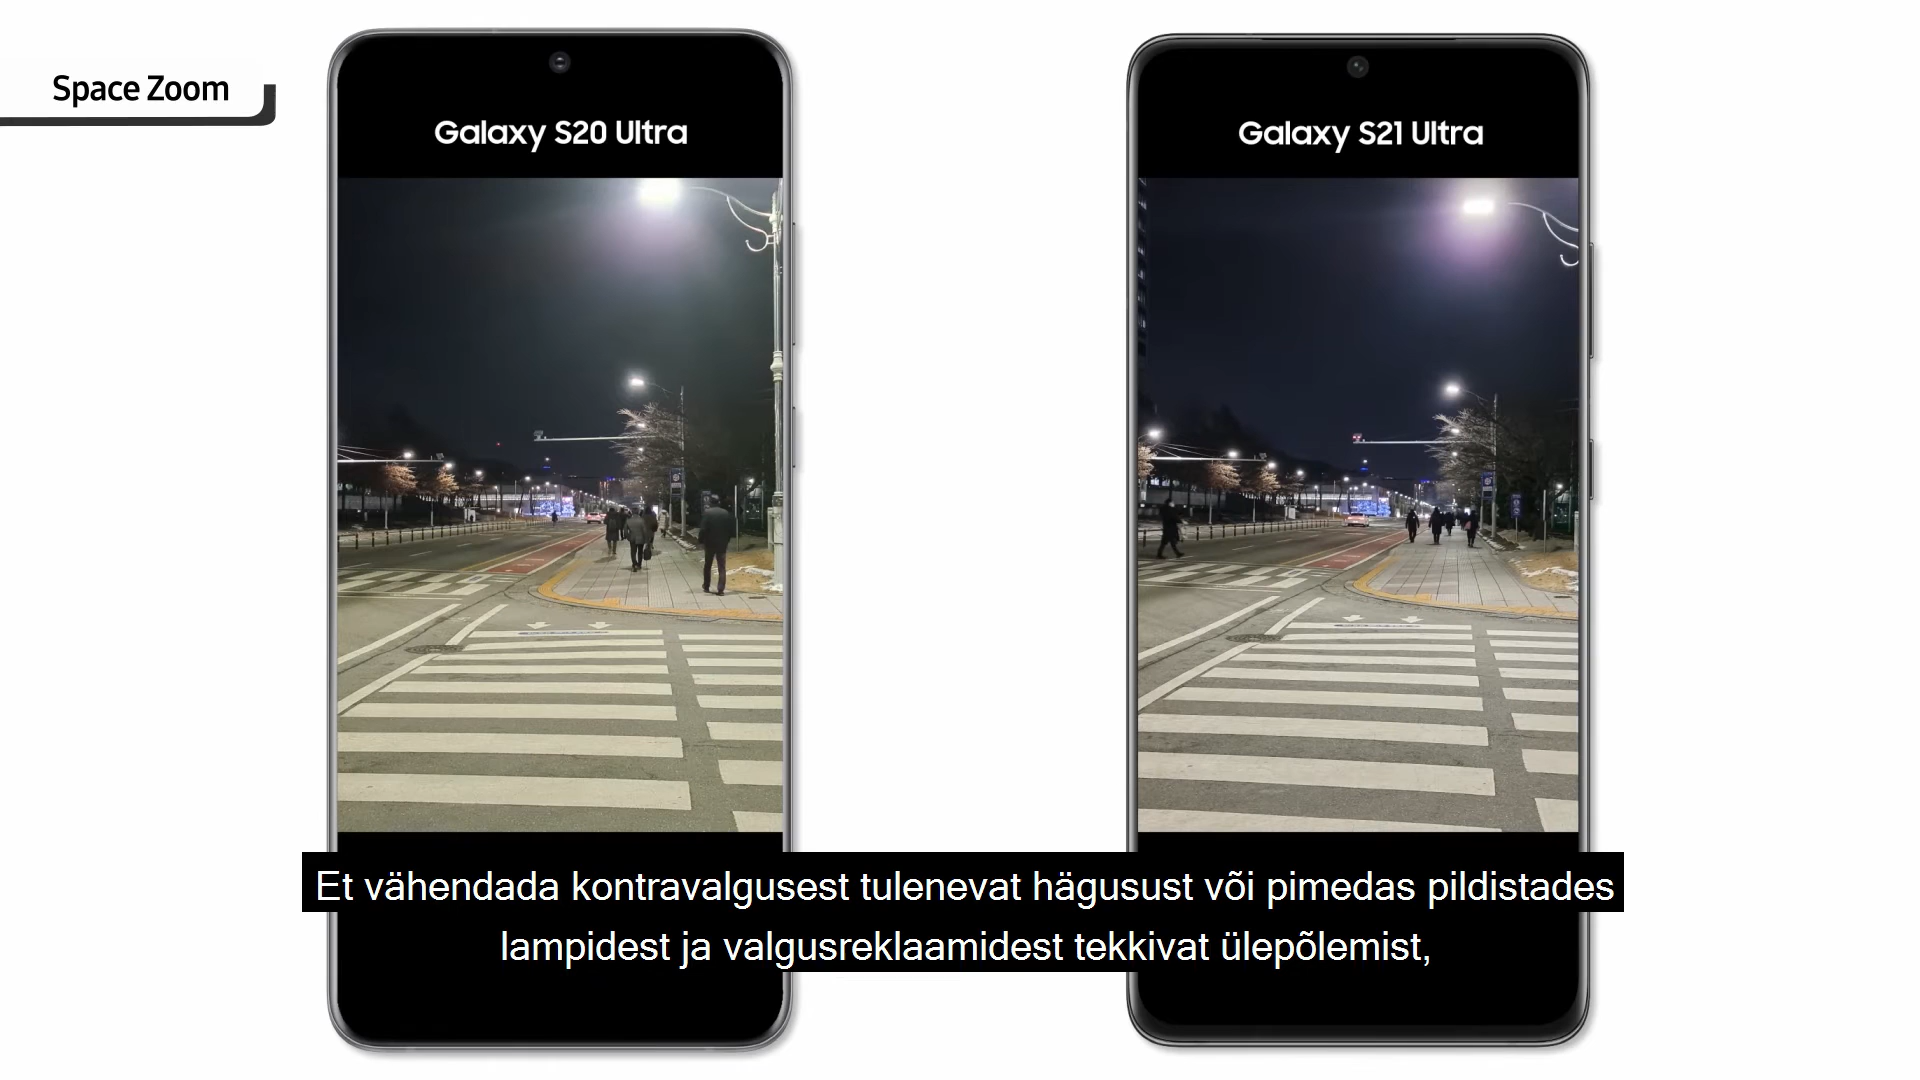 Space Zoom
Galaxy S20 Ultra
Galaxy S21 Ultra
Et vähendada kontravalgusest tulenevat hägusust või pimedas pildistades
lampidest ja valgusreklaamidest tekkivat ülepõlemist,